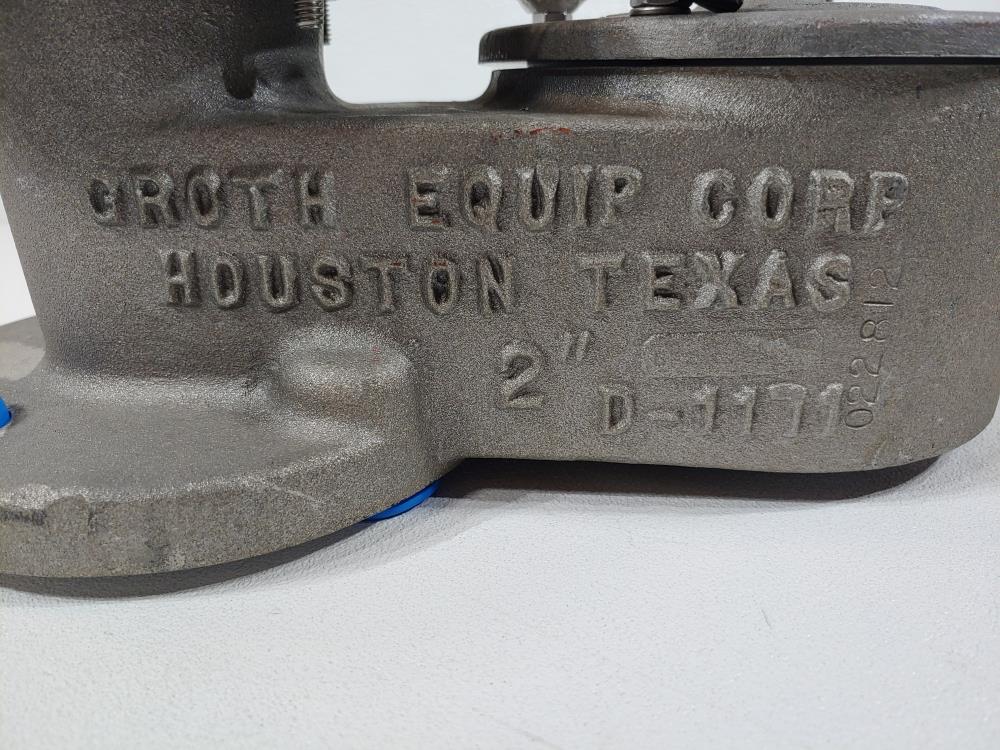 GROTH EQUIP CORP
HOUSTON TEXAS
2"
D-1171
022812